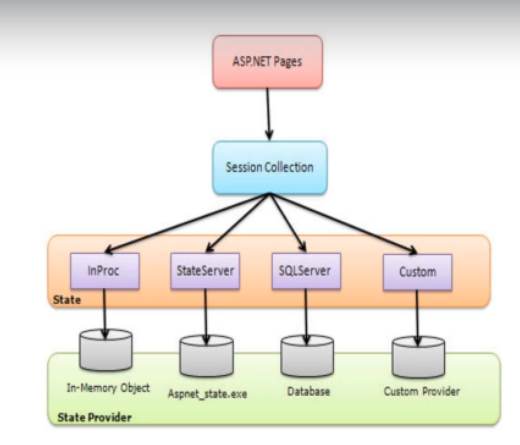 ASP.NET Pages
Session Collection
InProc
StateServer
SQLServer
Custom
State
In-Memory Object
Aspnet_state.exe
Database
Custom Provider
State Provider